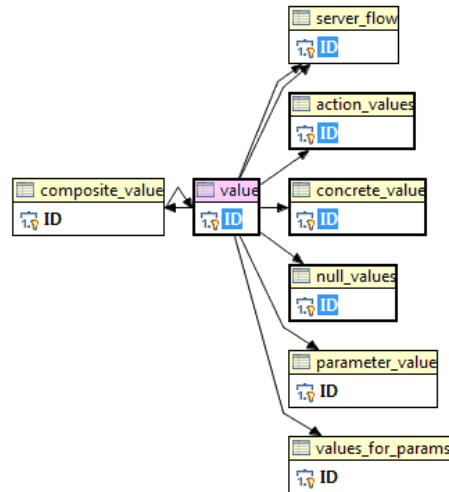 server_flow
ID
action_values
ID
composite_value
ID
value
ID
concrete_value
ID
null_values
ID
parameter_value
ID
values_for_params
ID